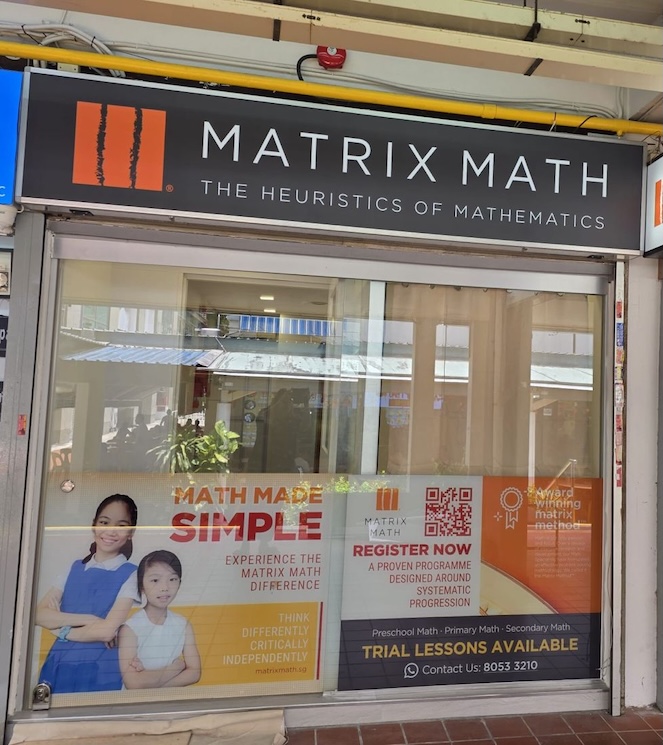 MATRIX MATH
®
THE HEURISTICS OF MATHEMATICS
MATH MADE
SIMPLE
EXPERIENCE THE
MATRIX MATH
DIFFERENCE
THINK
DIFFERENTLY
CRITICALLY
INDEPENDENTLY
matrixmath.sg
MATRIX
MATH
REGISTER NOW
A PROVEN PROGRAMME
DESIGNED AROUND
SYSTEMATIC
PROGRESSION
Award
winning
matrix
method
Preschool Math · Primary Math · Secondary Math
TRIAL LESSONS AVAILABLE
Contact Us: 8053 3210